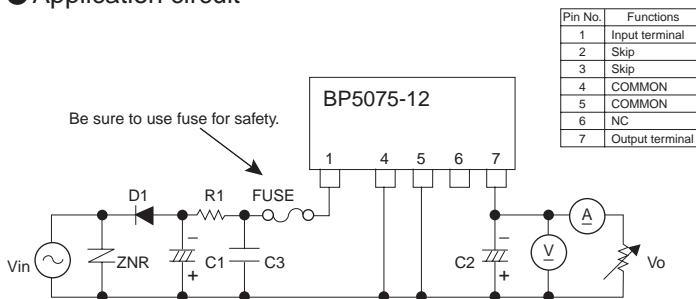 Application circuit
Pin No. Functions
1 Input terminal
2 Skip
3 Skip
4 COMMON
5 COMMON
6 NC
7 Output terminal
BP5075-12
Be sure to use fuse for safety.
1 4 5 6 7
D1 R1 FUSE
A
Vin ZNR − + C1 C3 C2 − + V Vo